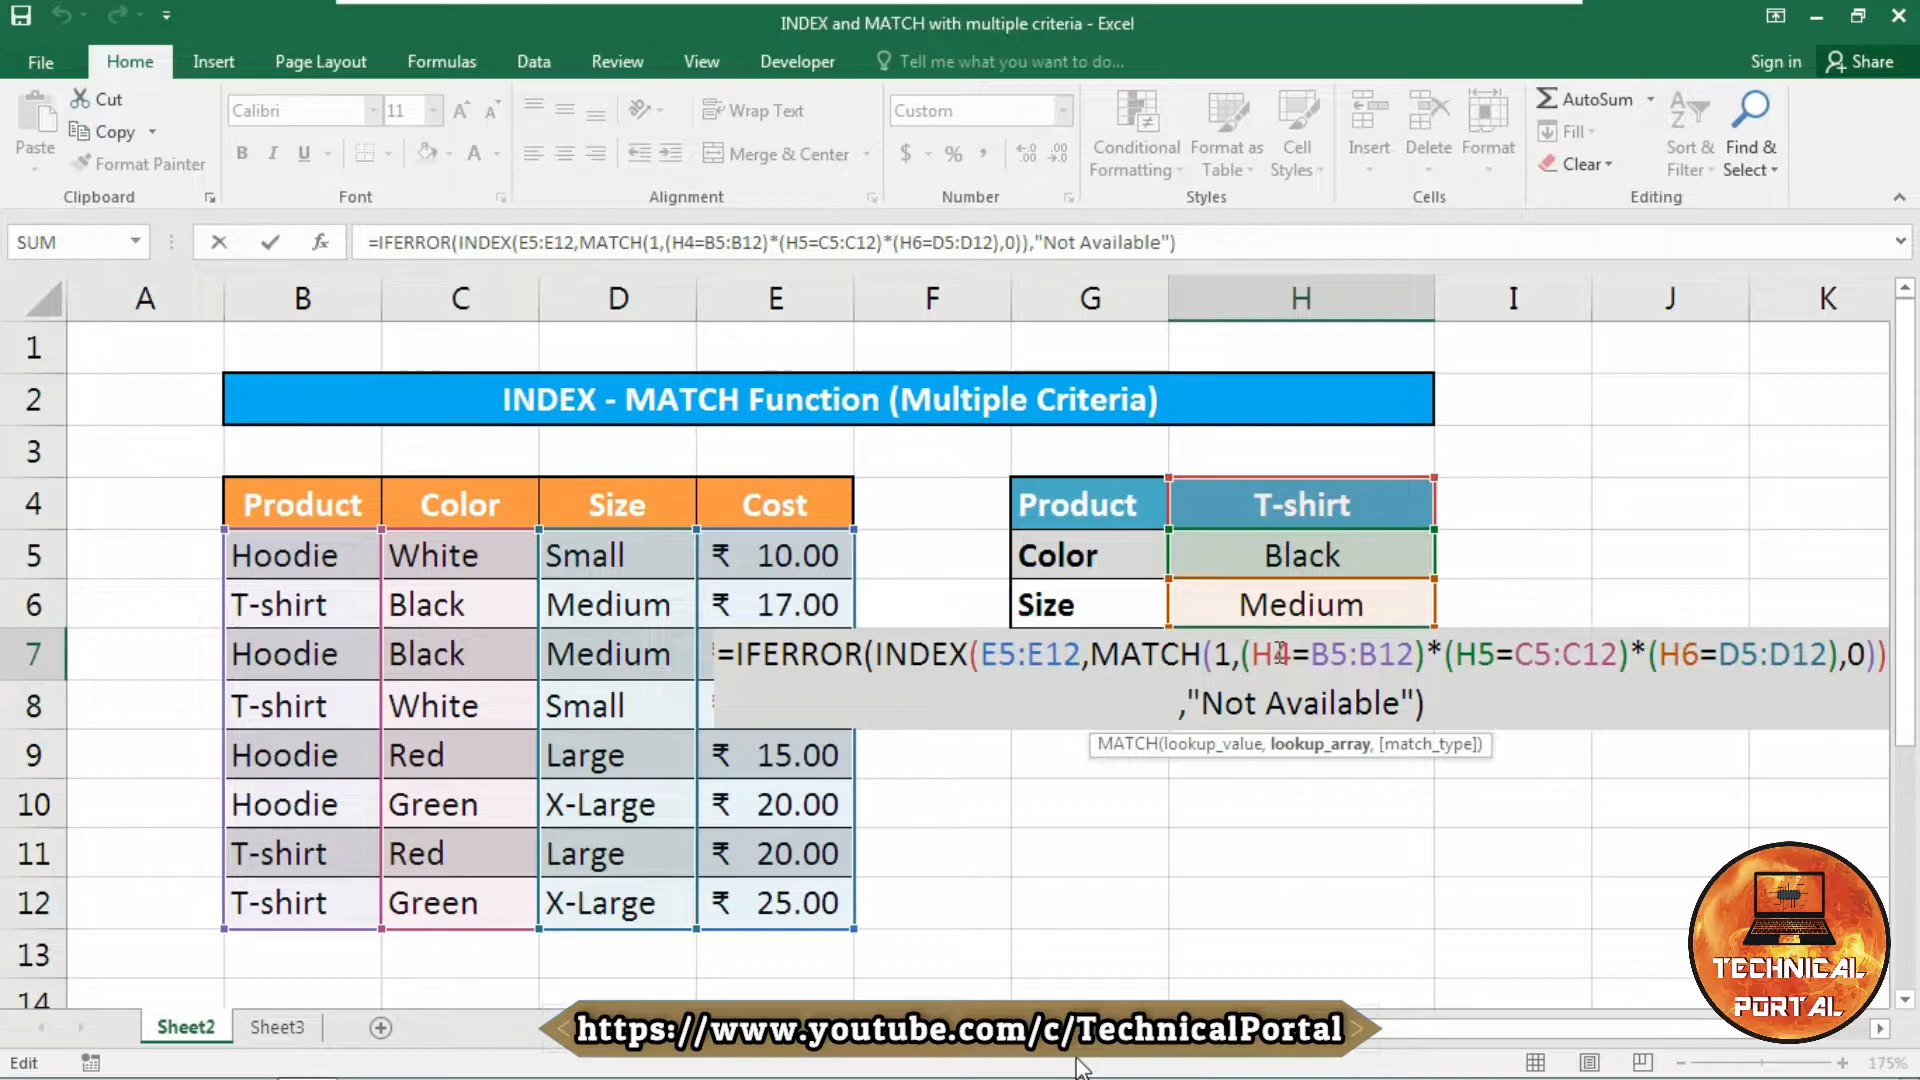 INDEX and MATCH with multiple criteria - Excel
File Home Insert Page Layout Formulas Data Review View Developer Tell me what you want to do... Sign in Share
Paste
Cut
Copy
Format Painter
Clipboard
Calibri 11
B I U A
Font
Wrap Text
Merge & Center
Alignment
Custom
$ % ,
Number
Conditional Formatting
Format as Table
Cell Styles
Styles
Insert
Delete
Format
Cells
AutoSum
Fill
Clear
Sort & Filter
Find & Select
Editing
SUM fx =IFERROR(INDEX(E5:E12,MATCH(1,(H4=B5:B12)*(H5=C5:C12)*(H6=D5:D12),0)),"Not Available")
A B C D E F G H I J K
1
2 INDEX - MATCH Function (Multiple Criteria)
3
4 Product Color Size Cost Product T-shirt
5 Hoodie White Small ₹ 10.00 Color Black
6 T-shirt Black Medium ₹ 17.00 Size Medium
7 Hoodie Black Medium =IFERROR(INDEX(E5:E12,MATCH(1,(H4=B5:B12)*(H5=C5:C12)*(H6=D5:D12),0))
8 T-shirt White Small ,"Not Available")
MATCH(lookup_value, lookup_array, [match_type])
9 Hoodie Red Large ₹ 15.00
10 Hoodie Green X-Large ₹ 20.00
11 T-shirt Red Large ₹ 20.00
12 T-shirt Green X-Large ₹ 25.00
13
14
TECHNICAL
PORTAL
Sheet2 Sheet3
https://www.youtube.com/c/TechnicalPortal
Edit 175%